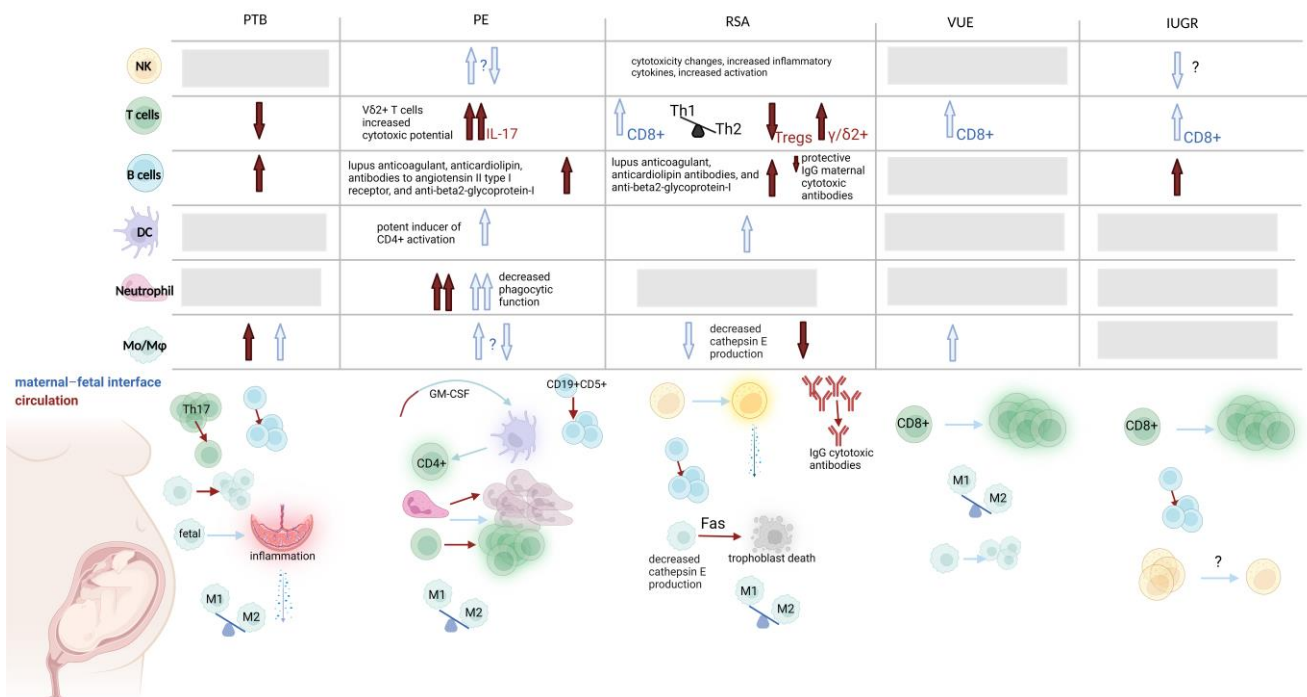 PTB PE RSA VUE IUGR
NK
?
cytotoxicity changes, increased inflammatory
cytokines, increased activation
?
T cells
Vδ2+ T cells
increased
cytotoxic potential
IL-17
CD8+
Th1
Th2
Tregs
γ/δ2+
CD8+
CD8+
B cells
lupus anticoagulant, anticardiolipin,
antibodies to angiotensin II type I
receptor, and anti-beta2-glycoprotein-I
lupus anticoagulant,
anticardiolipin antibodies, and
anti-beta2-glycoprotein-I
protective
IgG maternal
cytotoxic
antibodies
DC
potent inducer of
CD4+ activation
Neutrophil
decreased
phagocytic
function
Mo/Mφ
?
decreased
cathepsin E
production
maternal–fetal interface
circulation
Th17
fetal
inflammation
M1
M2
GM-CSF
CD19+CD5+
CD4+
M1
M2
IgG cytotoxic
antibodies
Fas
decreased
cathepsin E
production
trophoblast death
M1
M2
CD8+
M1
M2
CD8+
?